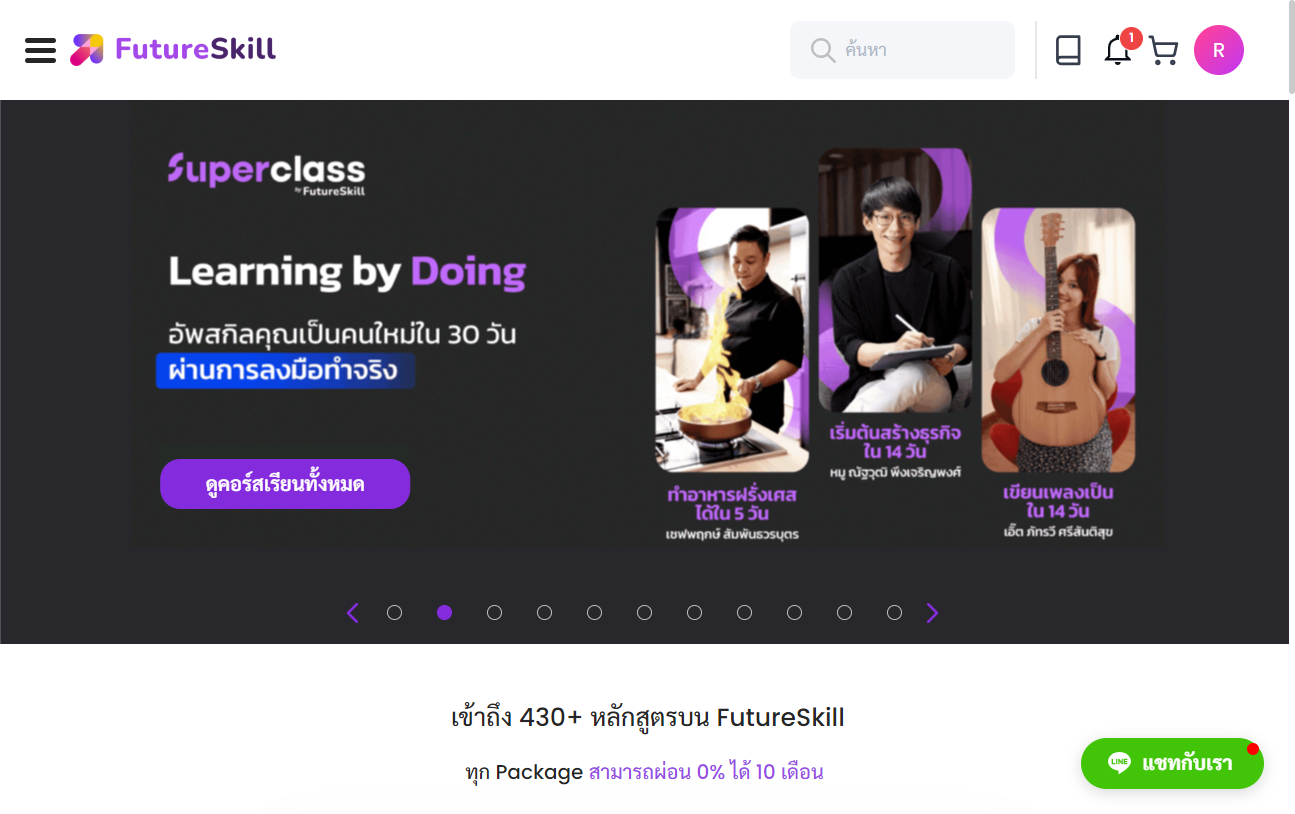 FutureSkill
ค้นหา
1
R
Superclass
by FutureSkill
Learning by Doing
อัพสกิลคุณเป็นคนใหม่ใน 30 วัน
ผ่านการลงมือทำจริง
ดูคอร์สเรียนทั้งหมด
ทำอาหารฝรั่งเศส
ได้ใน 5 วัน
เชฟพฤกษ์ สัมพันธวรบุตร
เริ่มต้นสร้างธุรกิจ
ใน 14 วัน
หมู ณัฐวุฒิ พึงเจริญพงศ์
เขียนเพลงเป็น
ใน 14 วัน
เอิ๊ต ภัทรวี ศรีสันติสุข
เข้าถึง 430+ หลักสูตรบน FutureSkill
ทุก Package สามารถผ่อน 0% ได้ 10 เดือน
LINE แชทกับเรา